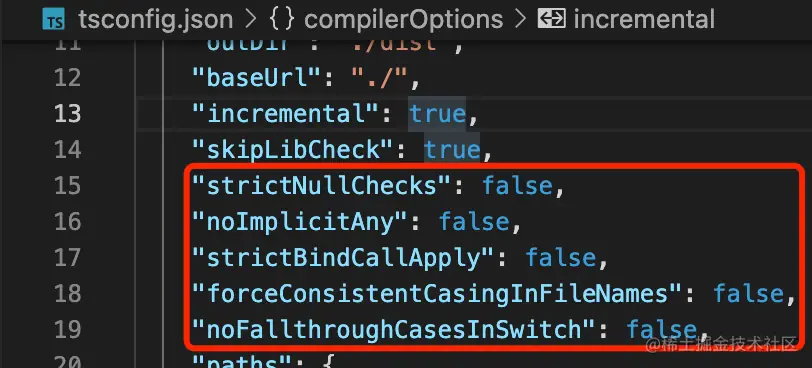 TS tsconfig.json > {} compilerOptions > incremental
11 "outDir": "./dist",
12 "baseUrl": "./",
13 "incremental": true,
14 "skipLibCheck": true,
15 "strictNullChecks": false,
16 "noImplicitAny": false,
17 "strictBindCallApply": false,
18 "forceConsistentCasingInFileNames": false,
19 "noFallthroughCasesInSwitch": false,
20 "paths": {
@稀土掘金技术社区